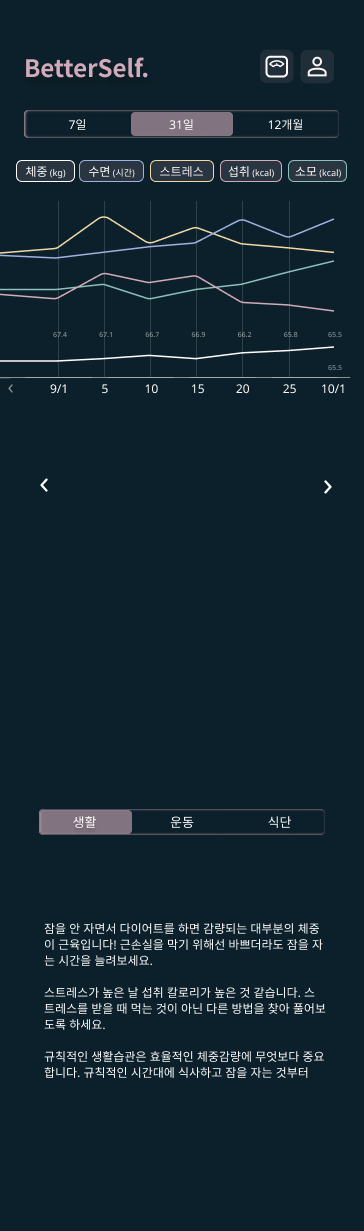 BetterSelf.
7일 31일 12개월
체중 (kg) 수면 (시간) 스트레스 섭취 (kcal) 소모 (kcal)
67.4 67.1 66.7 66.9 66.2 65.8 65.5
65.5
9/1 5 10 15 20 25 10/1
생활 운동 식단
잠을 안 자면서 다이어트를 하면 감량되는 대부분의 체중
이 근육입니다! 근손실을 막기 위해선 바쁘더라도 잠을 자
는 시간을 늘려보세요.
스트레스가 높은 날 섭취 칼로리가 높은 것 같습니다. 스
트레스를 받을 때 먹는 것이 아닌 다른 방법을 찾아 풀어보
도록 하세요.
규칙적인 생활습관은 효율적인 체중감량에 무엇보다 중요
합니다. 규칙적인 시간대에 식사하고 잠을 자는 것부터